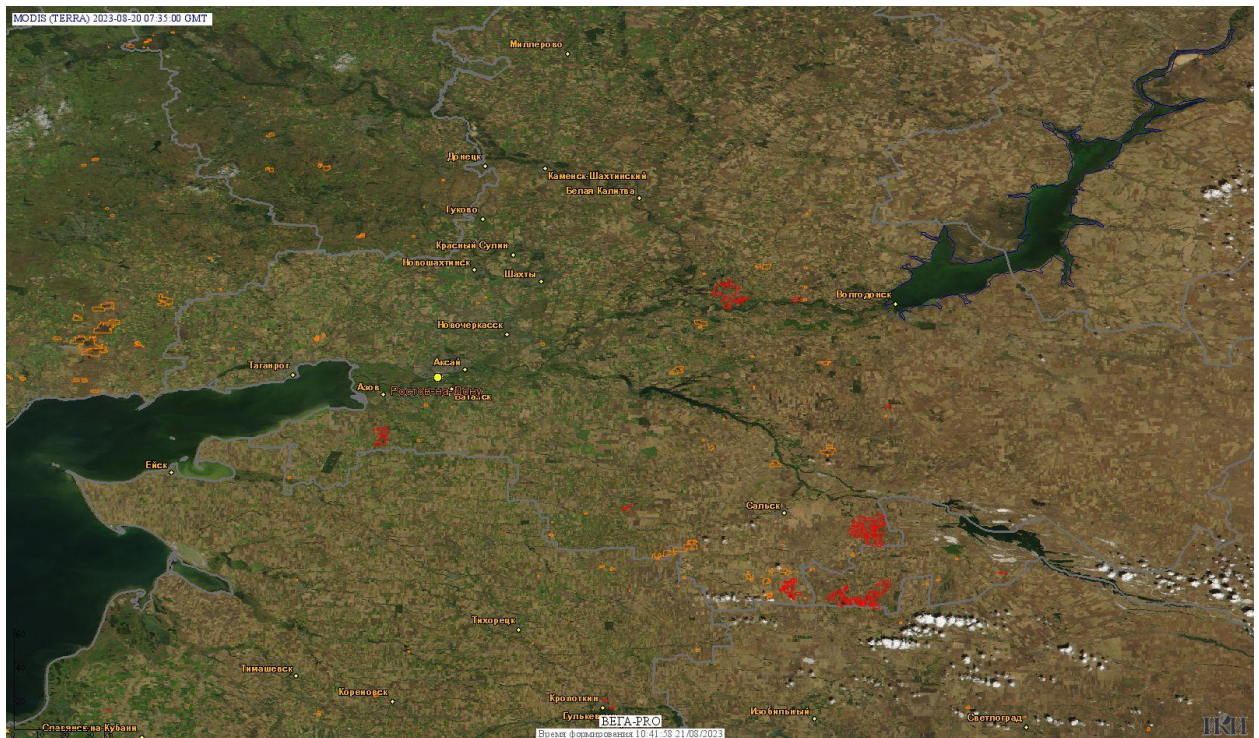 MODIS (TERRA) 2023-08-20 07:35:00 GMT
Миллерово
Донецк
Каменск-Шахтинский
Белая Калитва
Гуково
Красный Сулин
Новошахтинск
Шахты
Волгодонск
Новочеркасск
Аксай
Таганрог
Азов
Ростов-на-Дону
Батайск
Ейск
Сальск
Тихорецк
Тимашевск
Кореновск
Кропоткин
Изобильный
Светлоград
ВЕГА-PRO
Славянск на Кубани
ИКИ
Время формирования 10:41:58 21/08/2023